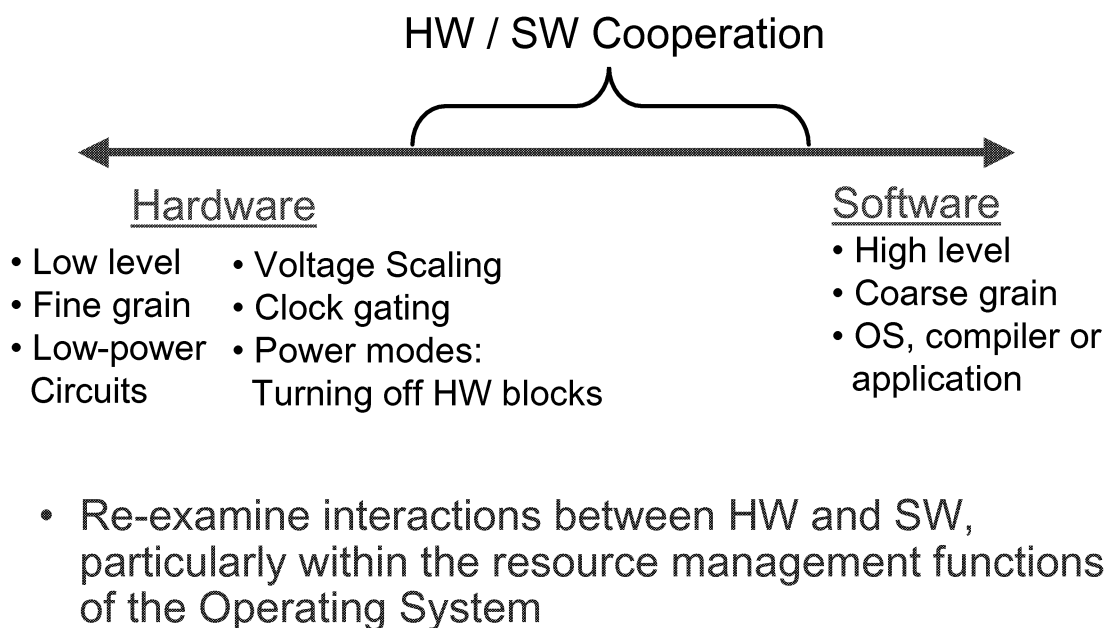 HW / SW Cooperation
Hardware
• Low level
• Fine grain
• Low-power
Circuits
• Voltage Scaling
• Clock gating
• Power modes:
Turning off HW blocks
Software
• High level
• Coarse grain
• OS, compiler or
application
• Re-examine interactions between HW and SW,
particularly within the resource management functions
of the Operating System